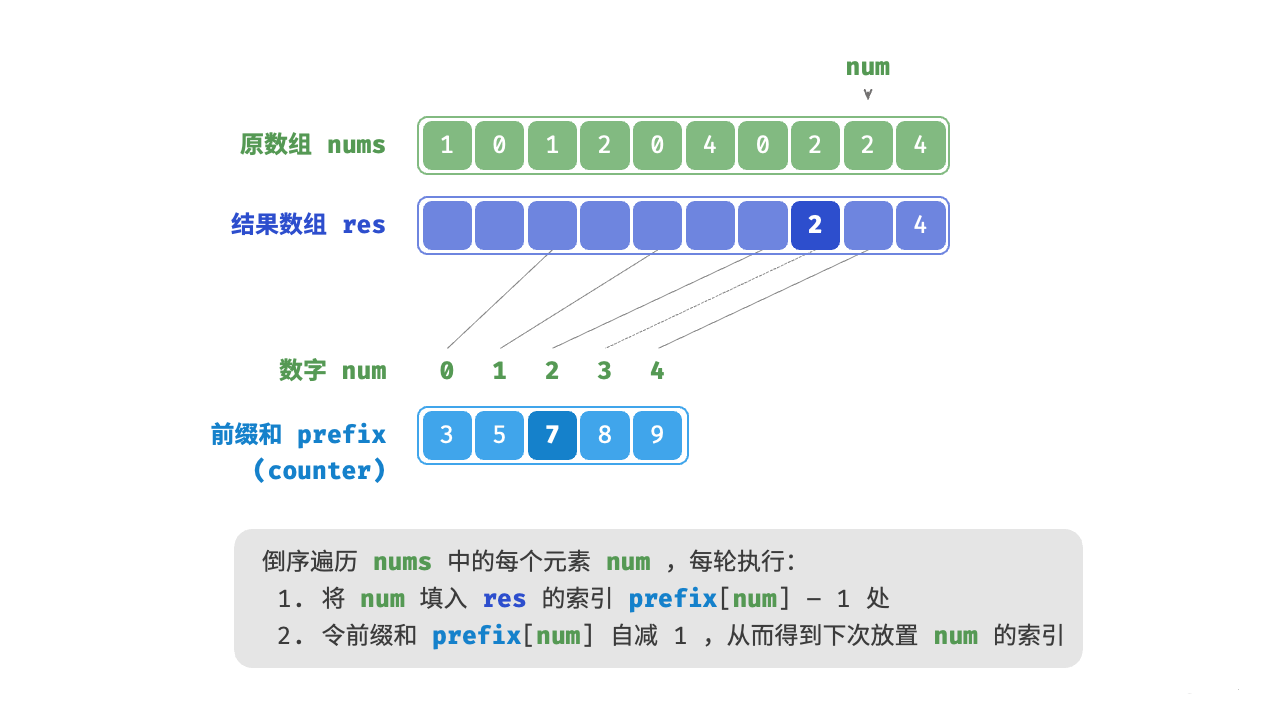 num
原数组 nums 1 0 1 2 0 4 0 2 2 4
结果数组 res 2 4
数字 num 0 1 2 3 4
前缀和 prefix 3 5 7 8 9
(counter)
倒序遍历 nums 中的每个元素 num ，每轮执行：
1. 将 num 填入 res 的索引 prefix[num] – 1 处
2. 令前缀和 prefix[num] 自减 1 ，从而得到下次放置 num 的索引